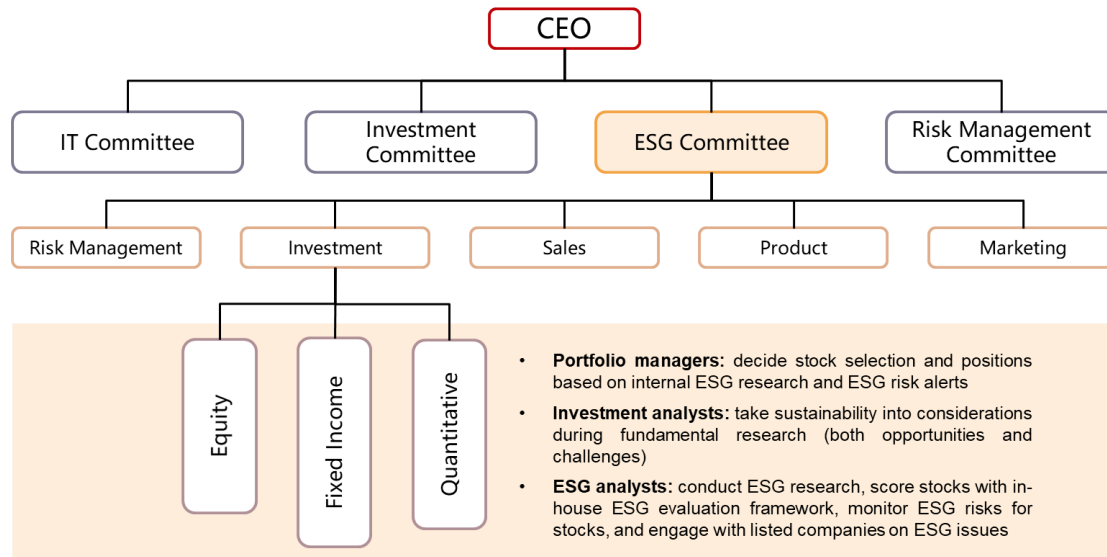 CEO
IT Committee
Investment
Committee
ESG Committee
Risk Management
Committee
Risk Management
Investment
Sales
Product
Marketing
Equity
Fixed Income
Quantitative
• Portfolio managers: decide stock selection and positions
based on internal ESG research and ESG risk alerts
• Investment analysts: take sustainability into considerations
during fundamental research (both opportunities and
challenges)
• ESG analysts: conduct ESG research, score stocks with in-
house ESG evaluation framework, monitor ESG risks for
stocks, and engage with listed companies on ESG issues